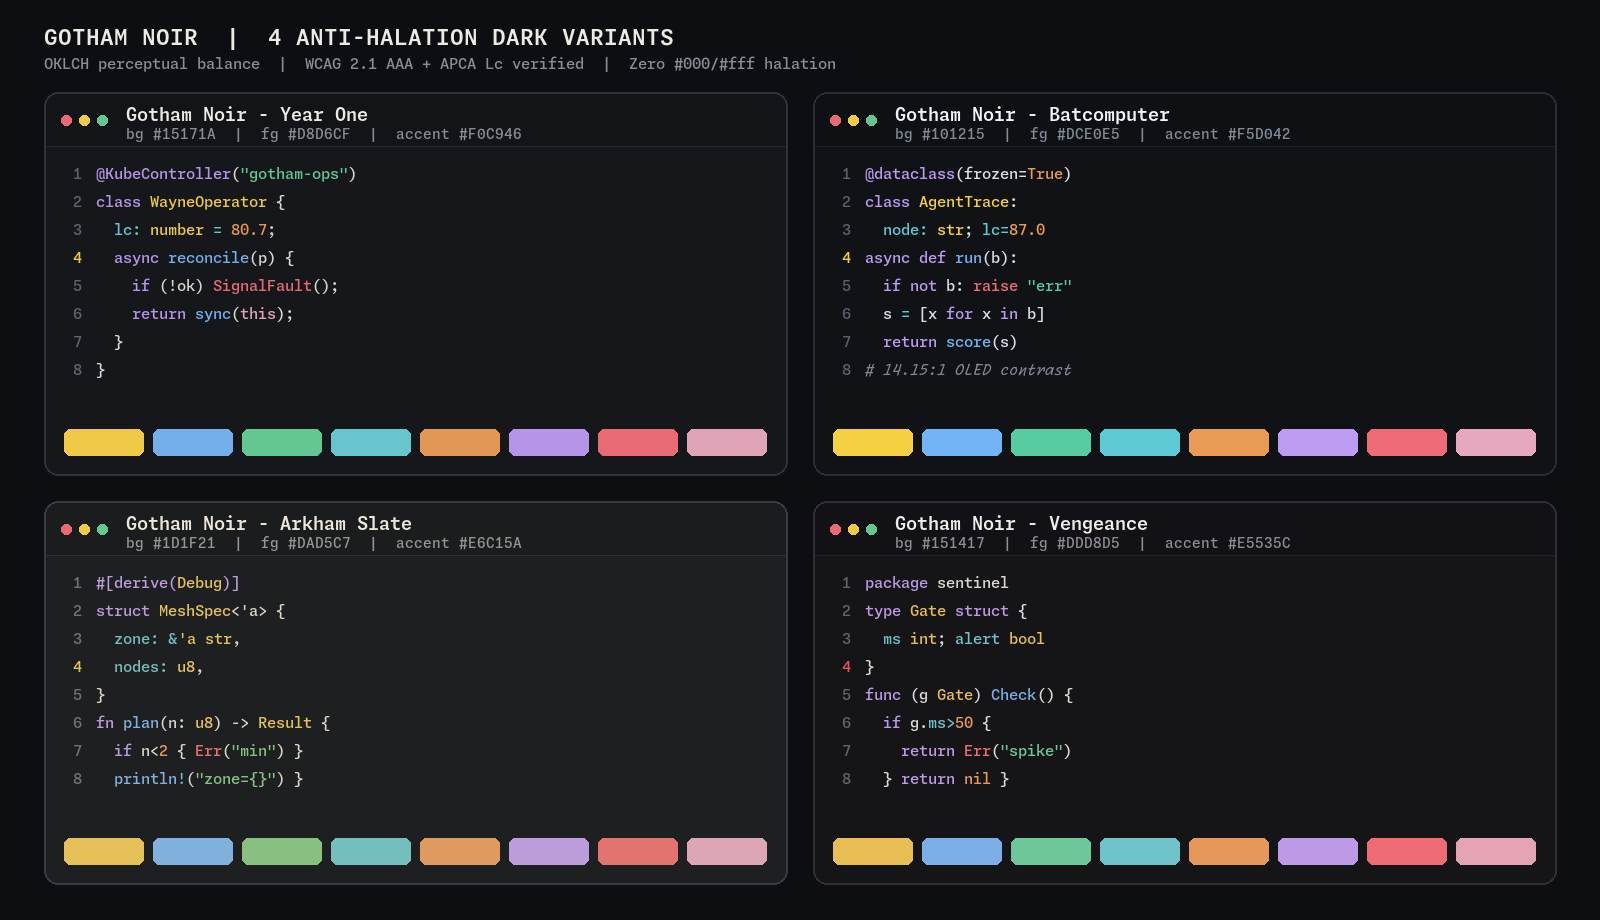 GOTHAM NOIR  |  4 ANTI-HALATION DARK VARIANTS
OKLCH perceptual balance  |  WCAG 2.1 AAA + APCA Lc verified  |  Zero #000/#fff halation
Gotham Noir - Year One
bg #15171A  |  fg #D8D6CF  |  accent #F0C946
1 @KubeController("gotham-ops")
2 class WayneOperator {
3   lc: number = 80.7;
4   async reconcile(p) {
5     if (!ok) SignalFault();
6     return sync(this);
7   }
8 }
Gotham Noir - Batcomputer
bg #101215  |  fg #DCE0E5  |  accent #F5D042
1 @dataclass(frozen=True)
2 class AgentTrace:
3   node: str; lc=87.0
4 async def run(b):
5   if not b: raise "err"
6   s = [x for x in b]
7   return score(s)
8 # 14.15:1 OLED contrast
Gotham Noir - Arkham Slate
bg #1D1F21  |  fg #DAD5C7  |  accent #E6C15A
1 #[derive(Debug)]
2 struct MeshSpec<'a> {
3   zone: &'a str,
4   nodes: u8,
5 }
6 fn plan(n: u8) -> Result {
7   if n<2 { Err("min") }
8   println!("zone={}") }
Gotham Noir - Vengeance
bg #151417  |  fg #DDD8D5  |  accent #E5535C
1 package sentinel
2 type Gate struct {
3   ms int; alert bool
4 }
5 func (g Gate) Check() {
6   if g.ms>50 {
7     return Err("spike")
8   } return nil }